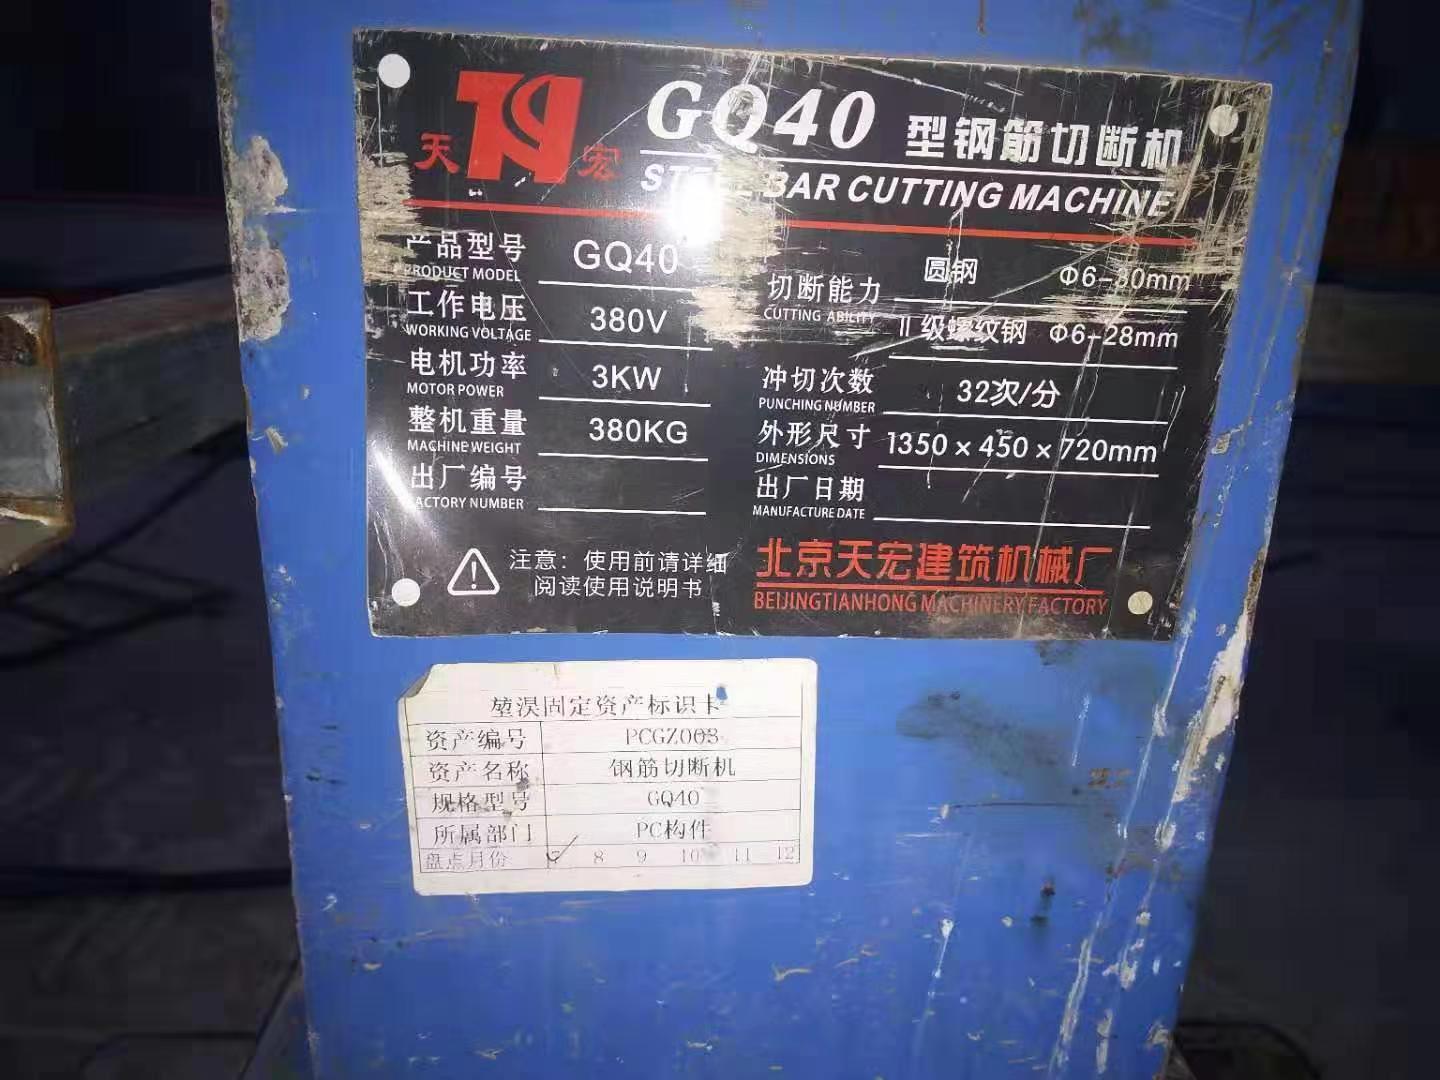 天宏
GQ40 型钢筋切断机
STEEL BAR CUTTING MACHINE
产品型号 GQ40
PRODUCT MODEL
工作电压 380V
WORKING VOLTAGE
电机功率 3KW
MOTOR POWER
整机重量 380KG
MACHINE WEIGHT
出厂编号
FACTORY NUMBER
切断能力 圆钢 Φ6-30mm
CUTTING ABILITY
Ⅱ级螺纹钢 Φ6-28mm
冲切次数 32次/分
PUNCHING NUMBER
外形尺寸 1350×450×720mm
DIMENSIONS
出厂日期
MANUFACTURE DATE
注意：使用前请详细
阅读使用说明书
北京天宏建筑机械厂
BEIJINGTIANHONG MACHINERY FACTORY
堃淏固定资产标识卡
资产编号 PCGZ003
资产名称 钢筋切断机
规格型号 GQ40
所属部门 PC构件
盘点月份 7 8 9 10 11 12